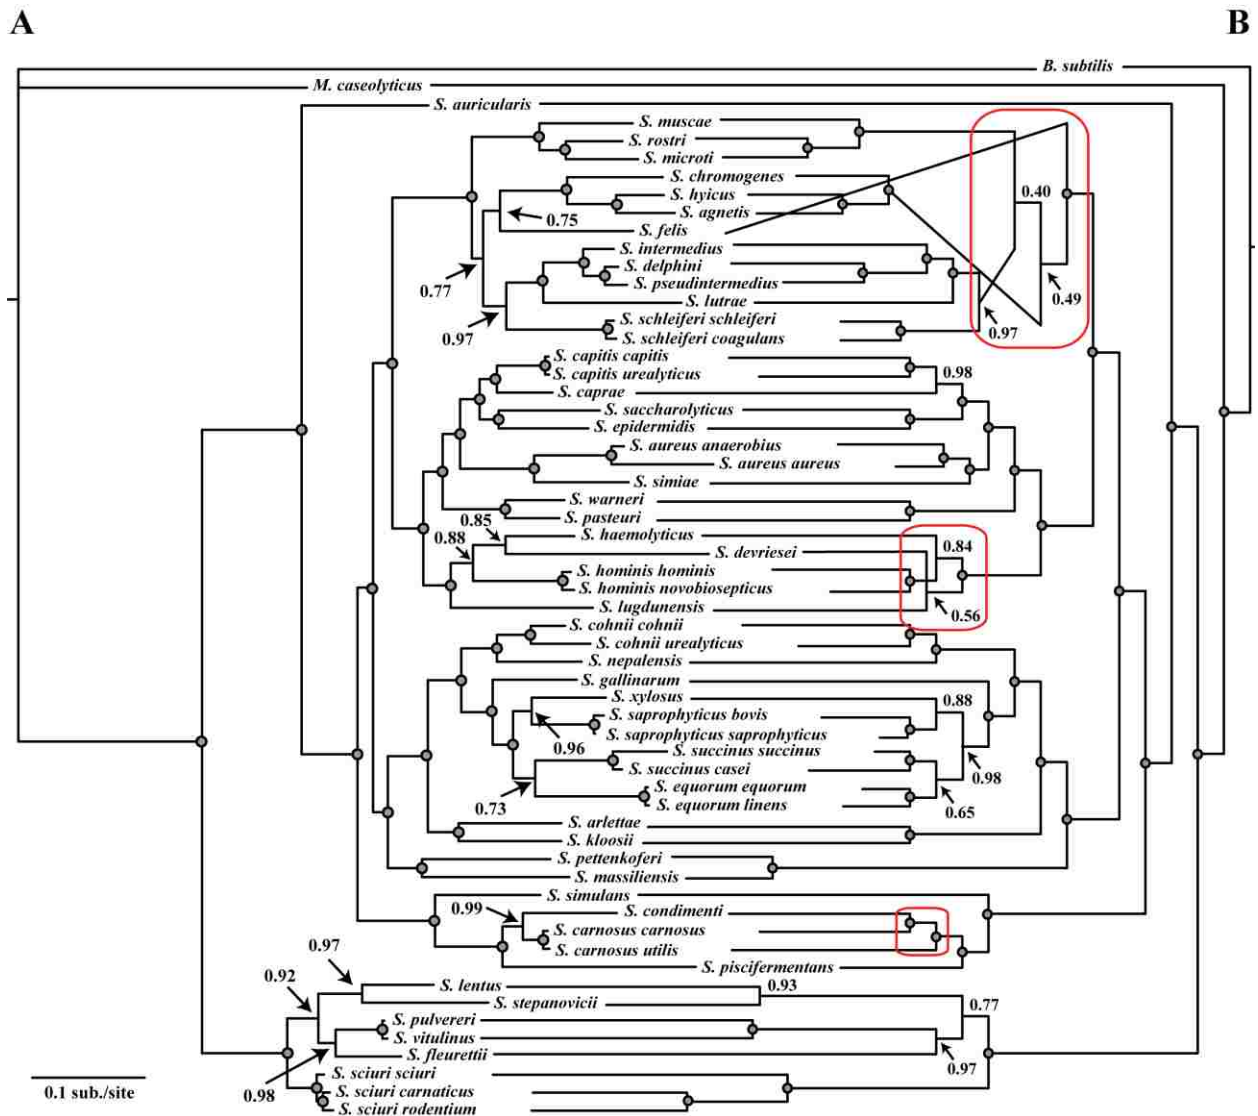 A B
B. subtilis
M. caseolyticus
S. auricularis
S. muscae
S. rostri
S. microti
S. chromogenes
S. hyicus 0.40
0.75 S. agnetis
S. felis
S. intermedius
S. delphini
0.77 S. pseudintermedius
S. lutrae 0.49
S. schleiferi schleiferi
0.97 S. schleiferi coagulans 0.97
S. capitis capitis
S. capitis urealyticus 0.98
S. caprae
S. saccharolyticus
S. epidermidis
S. aureus anaerobius
S. aureus aureus
S. simiae
S. warneri
0.85 S. pasteuri
0.88 S. haemolyticus 0.84
S. devriesei
S. hominis hominis
S. hominis novobiosepticus
S. lugdunensis 0.56
S. cohnii cohnii
S. cohnii urealyticus
S. nepalensis
S. gallinarum
S. xylosus 0.88
S. saprophyticus bovis
S. saprophyticus saprophyticus
0.96 S. succinus succinus
S. succinus casei 0.98
S. equorum equorum
0.73 S. equorum linens 0.65
S. arlettae
S. kloosii
S. pettenkoferi
S. massiliensis
S. simulans
0.99 S. condimenti
S. carnosus carnosus
0.97 S. carnosus utilis
S. piscifermentans
0.92 S. lentus 0.93
S. stepanovicii 0.77
S. pulvereri
S. vitulinus
S. fleurettii
S. sciuri sciuri 0.97
0.1 sub./site 0.98 S. sciuri carnaticus
S. sciuri rodentium